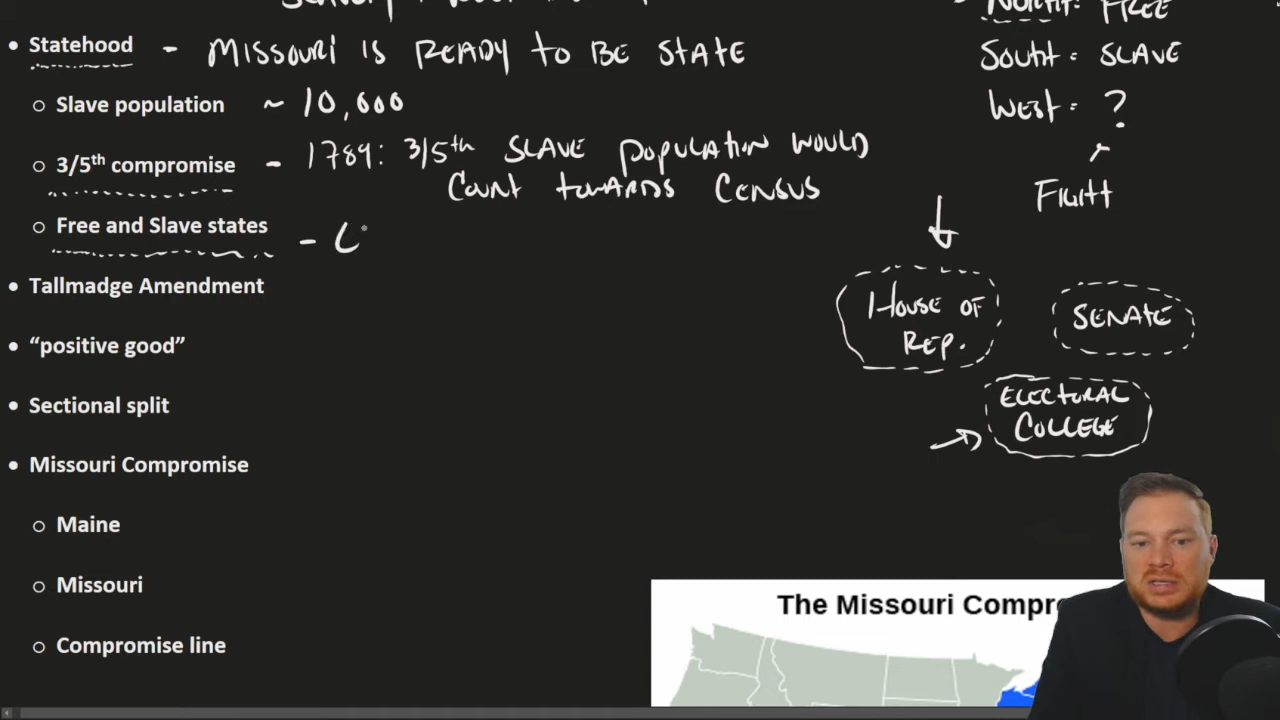 NORTH: FREE
• Statehood - MISSOURI IS READY TO BE STATE
SOUTH = SLAVE
○ Slave population ~ 10,000
WEST = ?
○ 3/5th compromise - 1789: 3/5th SLAVE POPULATION WOULD
COUNT TOWARDS CENSUS
FIGHT
○ Free and Slave states -
• Tallmadge Amendment
HOUSE OF
REP.
SENATE
• “positive good”
ELECTORAL
COLLEGE
• Sectional split
• Missouri Compromise
○ Maine
○ Missouri
○ Compromise line
The Missouri Compr